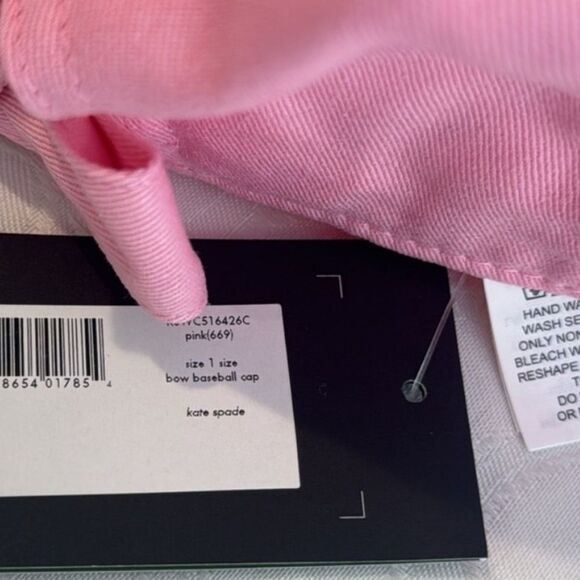 C516426C
pink(669)
size 1 size
bow baseball cap
kate spade
8654 01785 4
HAND WA
WASH SE
ONLY NON
BLEACH W
RESHAPE
T
DO
OR